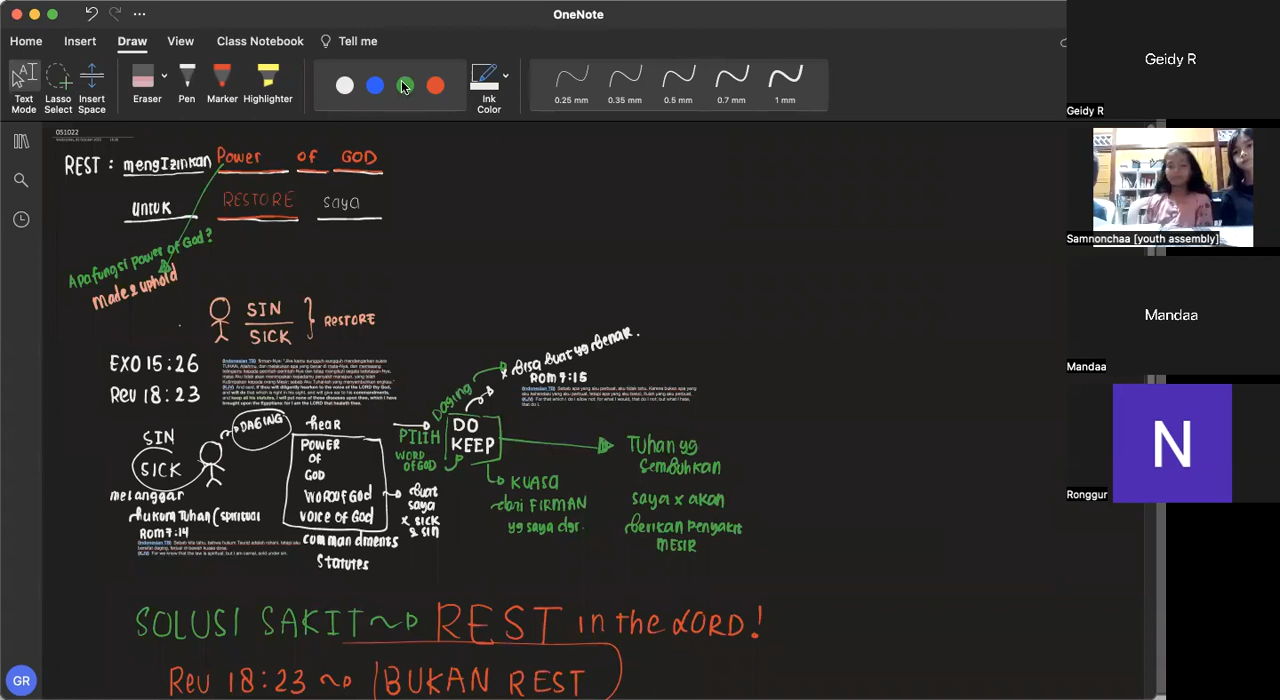 OneNote
Home Insert Draw View Class Notebook Tell me
Text Mode
Lasso Select
Insert Space
Eraser
Pen
Marker
Highlighter
Ink Color
0.25 mm 0.35 mm 0.5 mm 0.7 mm 1 mm
Geidy R
Geidy R
Samnonchaa [youth assembly]
Mandaa
Mandaa
N
Ronggur
GR
051022
REST : mengIzinkan Power of GOD
untuk RESTORE saya
Apa fungsi power of God?
Made & uphold
SIN
SICK
RESTORE
EXO 15:26
Rev 18:23
bisa buat yg benar.
Rom 7:15
Daging
DAGING
SIN
SICK
melanggar
hukum Tuhan (spiritual
ROM 7:14
hear
POWER
OF
GOD
word of God
voice of God
commandments
statutes
buat
saya
x sick
& sin
PILIH
WORD
OF GOD
DO
KEEP
KUASA
dari FIRMAN
yg saya dgr.
Tuhan yg
sembuhkan
saya x akan
berikan penyakit
MESIR
SOLUSI SAKIT REST in the LORD!
Rev 18:23 BUKAN REST